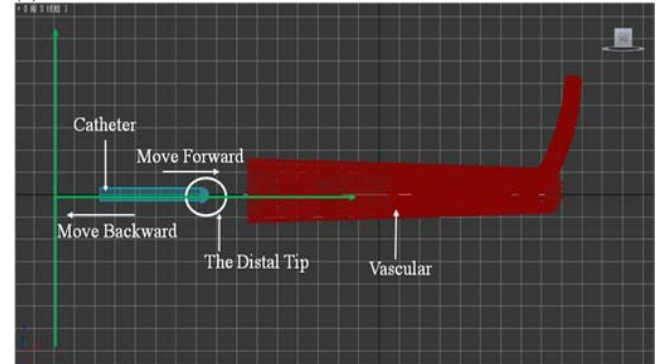 Catheter
Move Forward
Move Backward
The Distal Tip
Vascular